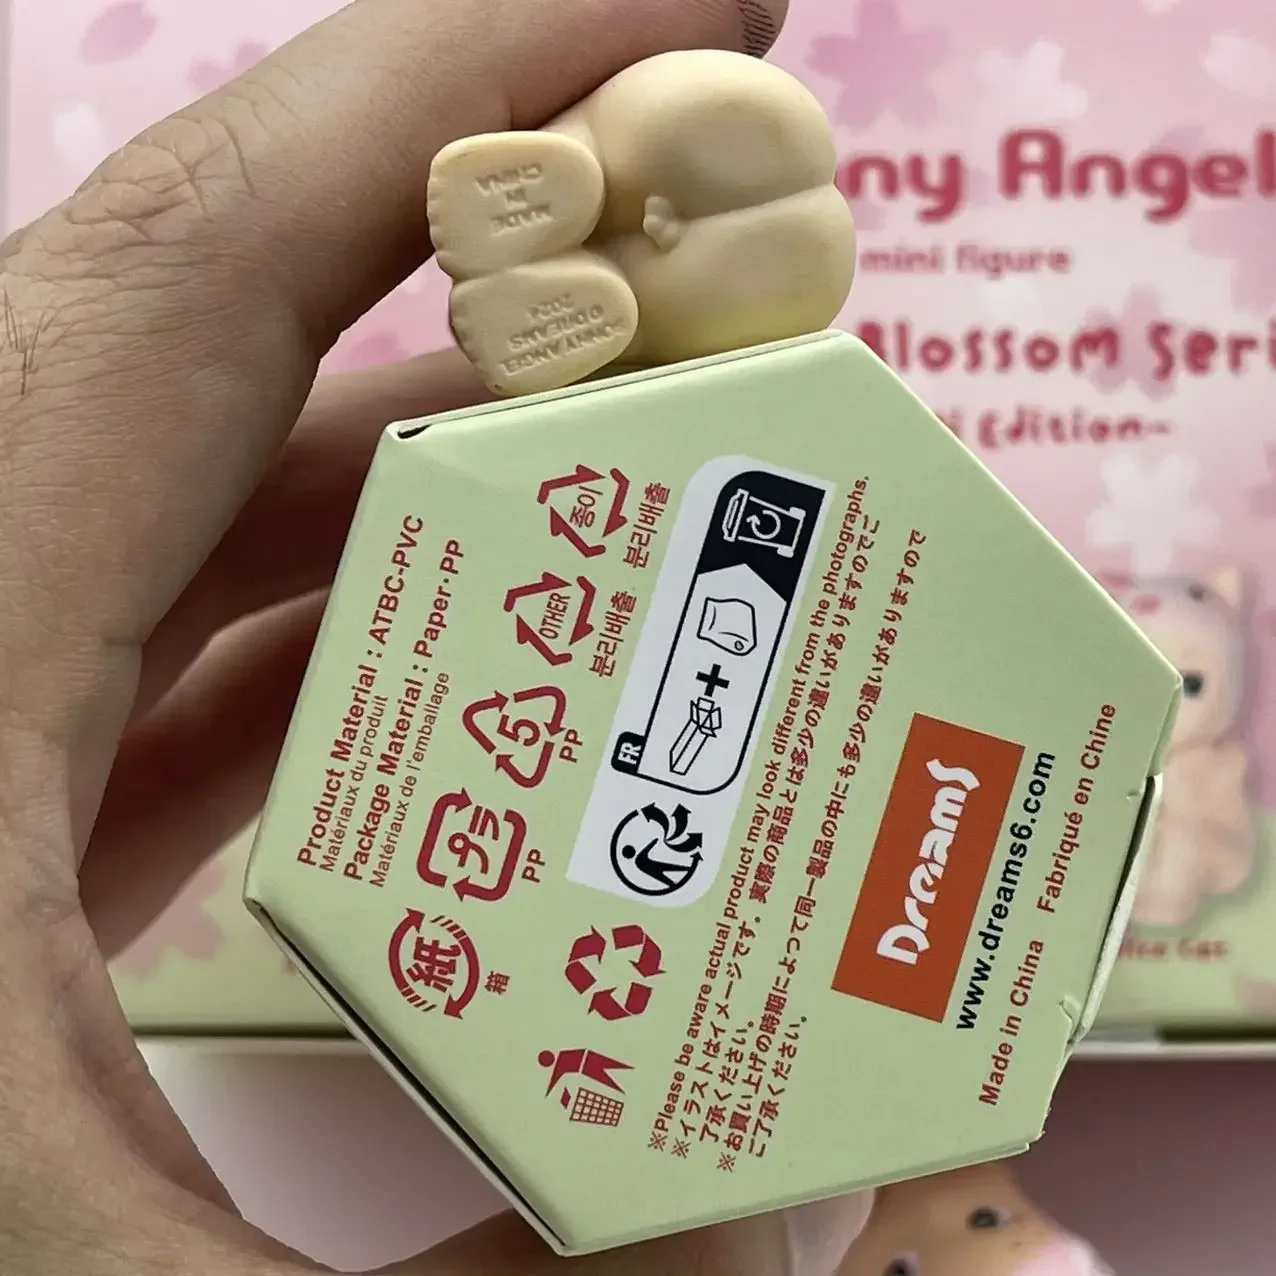 MADE
IN
CHINA
SONNY ANGEL
©DREAMS
2024
ny Angel
mini figure
Blossom Seri
Edition-
Product Material : ATBC-PVC
Matériaux du produit
Package Material : Paper·PP
Matériaux de l'emballage
紙
箱
プラ
PP
5
PP
OTHER
분리배출
종이
분리배출
FR
※Please be aware actual product may look different from the photographs.
※イラストはイメージです。実際の商品とは多少の違いがありますのでご
了承ください。
※お買い上げの時期によって同一製品の中にも多少の違いがありますので
ご了承ください。
Dreams
www.dreams6.com
Made in China Fabriqué en Chine